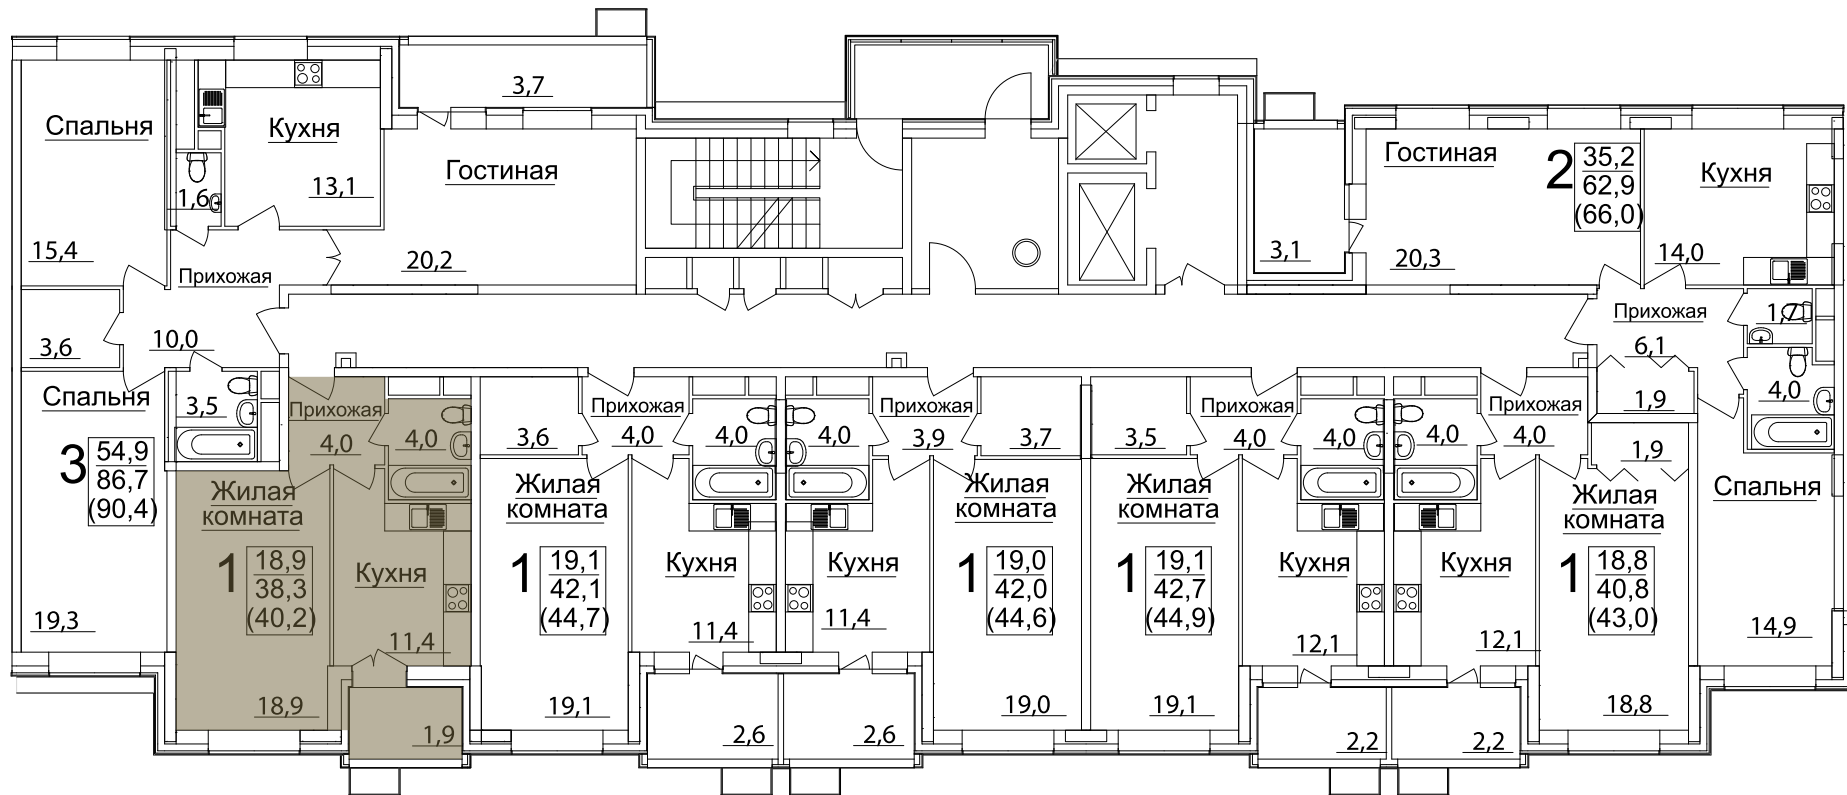 3,7
Спальня
Кухня
13,1
1,6
15,4
Прихожая
Гостиная
20,2
3,6
10,0
Спальня
3,5
3
54,9
86,7
(90,4)
19,3
Прихожая
4,0
4,0
Жилая
комната
1
18,9
38,3
(40,2)
Кухня
11,4
18,9
1,9
3,6
Прихожая
4,0
4,0
Жилая
комната
1
19,1
42,1
(44,7)
Кухня
11,4
19,1
2,6
4,0
Прихожая
3,9
3,7
Кухня
11,4
Жилая
комната
1
19,0
42,0
(44,6)
19,0
2,6
3,5
Прихожая
4,0
4,0
Жилая
комната
1
19,1
42,7
(44,9)
Кухня
12,1
19,1
2,2
4,0
Прихожая
4,0
Кухня
12,1
1,9
Жилая
комната
1
18,8
40,8
(43,0)
18,8
2,2
3,1
Гостиная
20,3
2
35,2
62,9
(66,0)
Кухня
14,0
Прихожая
6,1
1,7
1,9
4,0
Спальня
14,9